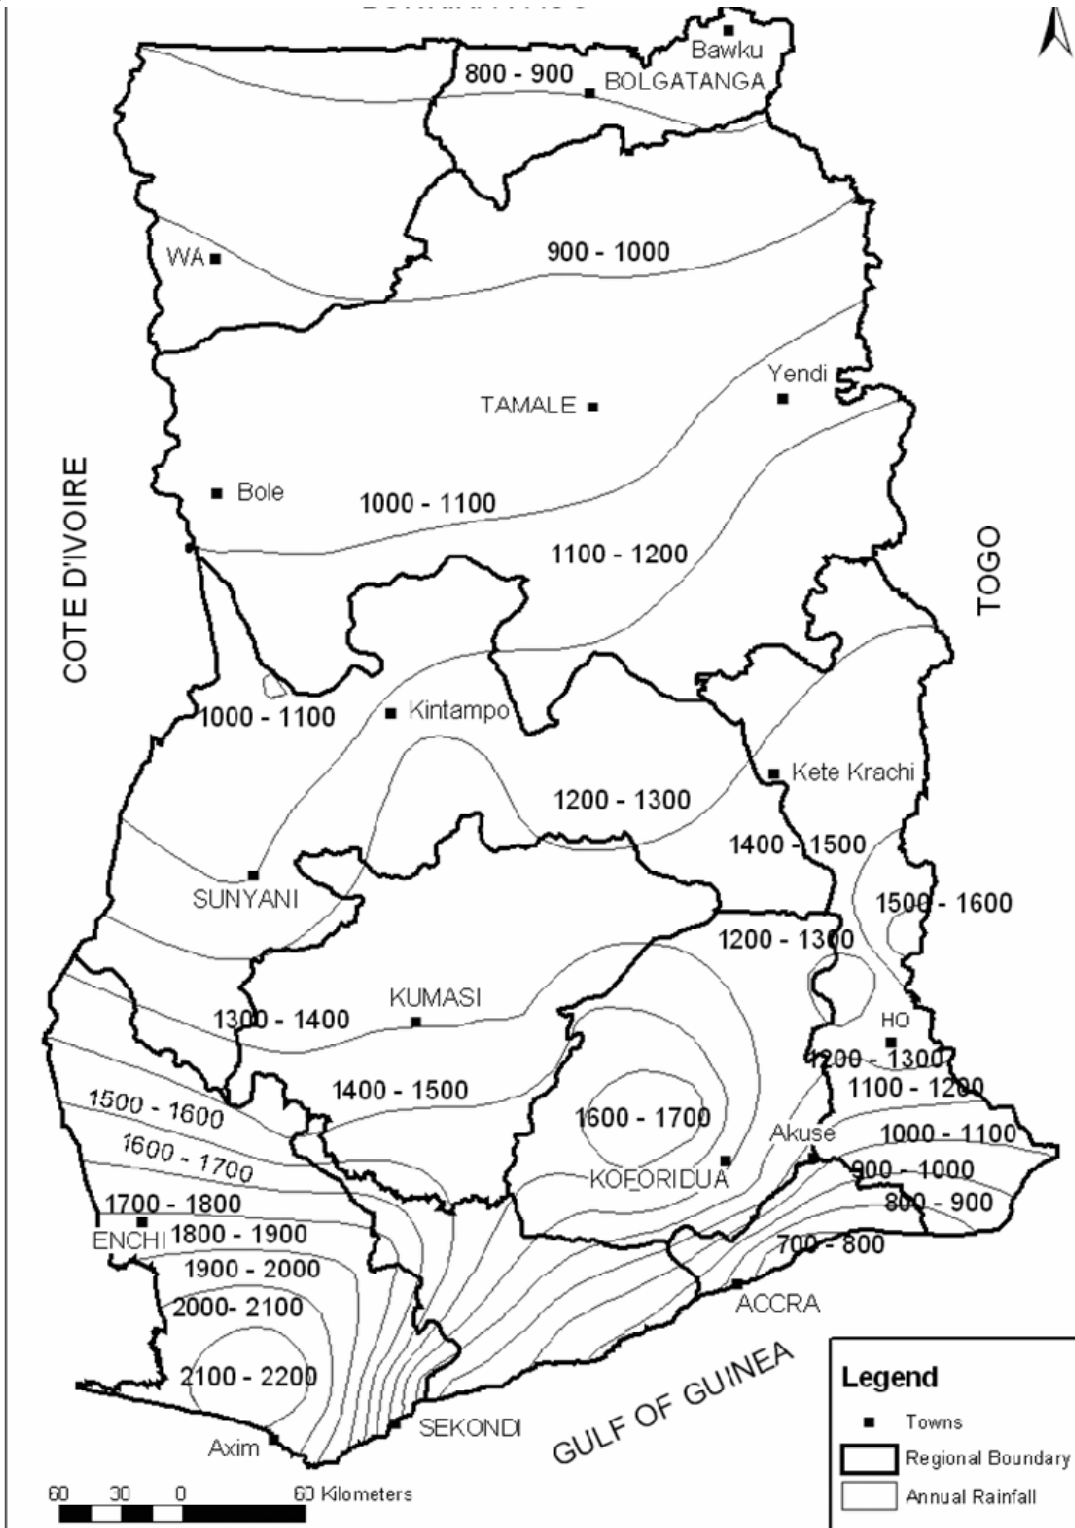 Bawku
800 - 900
BOLGATANGA
WA
900 - 1000
Yendi
TAMALE
COTE D'IVOIRE
Bole
1000 - 1100
1100 - 1200
TOGO
1000 - 1100
Kintampo
Kete Krachi
1200 - 1300
1400 - 1500
SUNYANI
1500 - 1600
1200 - 1300
KUMASI
1300 - 1400
HO
1200 - 1300
1400 - 1500
1100 - 1200
1500 - 1600
1600 - 1700
Akuse
1000 - 1100
1600 - 1700
900 - 1000
KOFORIDUA
1700 - 1800
800 - 900
ENCHI
1800 - 1900
700 - 800
1900 - 2000
2000 - 2100
ACCRA
2100 - 2200
GULF OF GUINEA
SEKONDI
Axim
Legend
Towns
Regional Boundary
Annual Rainfall
60 30 0 60 Kilometers